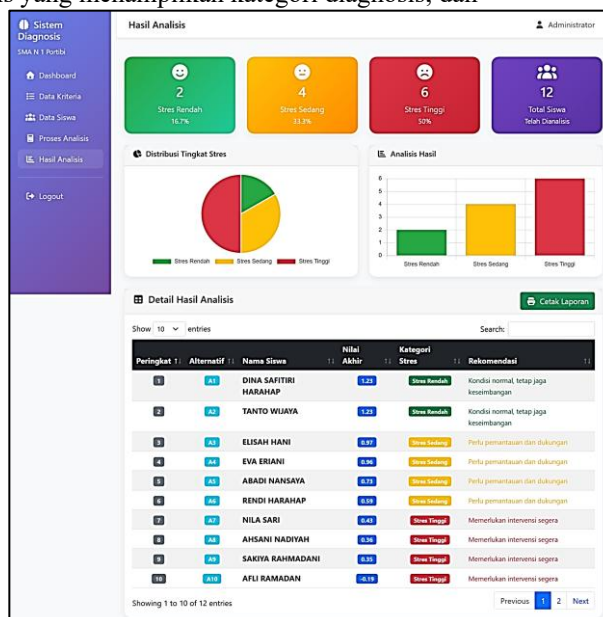 s yang menampilkan kategori diagnosis, dan
Sistem Diagnosis
SMA N 1 Portibi
Dashboard
Data Kriteria
Data Siswa
Proses Analisis
Hasil Analisis
Logout
Hasil Analisis
Administrator
2
Stres Rendah
16.7%
4
Stres Sedang
33.3%
6
Stres Tinggi
50%
12
Total Siswa
Telah Dianalisis
Distribusi Tingkat Stres
Stres Rendah Stres Sedang Stres Tinggi
Analisis Hasil
6
5
4
3
2
1
0
Stres Rendah Stres Sedang Stres Tinggi
Detail Hasil Analisis
Cetak Laporan
Show 10 entries Search:
Peringkat Alternatif Nama Siswa Nilai Akhir Kategori Stres Rekomendasi
1 A1 DINA SAFITIRI HARAHAP 1.23 Stres Rendah Kondisi normal, tetap jaga keseimbangan
2 A2 TANTO WIJAYA 1.23 Stres Rendah Kondisi normal, tetap jaga keseimbangan
3 A3 ELISAH HANI 0.97 Stres Sedang Perlu pemantauan dan dukungan
4 A4 EVA ERIANI 0.96 Stres Sedang Perlu pemantauan dan dukungan
5 A5 ABADI NANSAYA 0.73 Stres Sedang Perlu pemantauan dan dukungan
6 A6 RENDI HARAHAP 0.59 Stres Sedang Perlu pemantauan dan dukungan
7 A7 NILA SARI 0.43 Stres Tinggi Memerlukan intervensi segera
8 A8 AHSANI NADIYAH 0.36 Stres Tinggi Memerlukan intervensi segera
9 A9 SAKIYA RAHMADANI 0.35 Stres Tinggi Memerlukan intervensi segera
10 A10 AFLI RAMADAN -0.19 Stres Tinggi Memerlukan intervensi segera
Showing 1 to 10 of 12 entries
Previous 1 2 Next